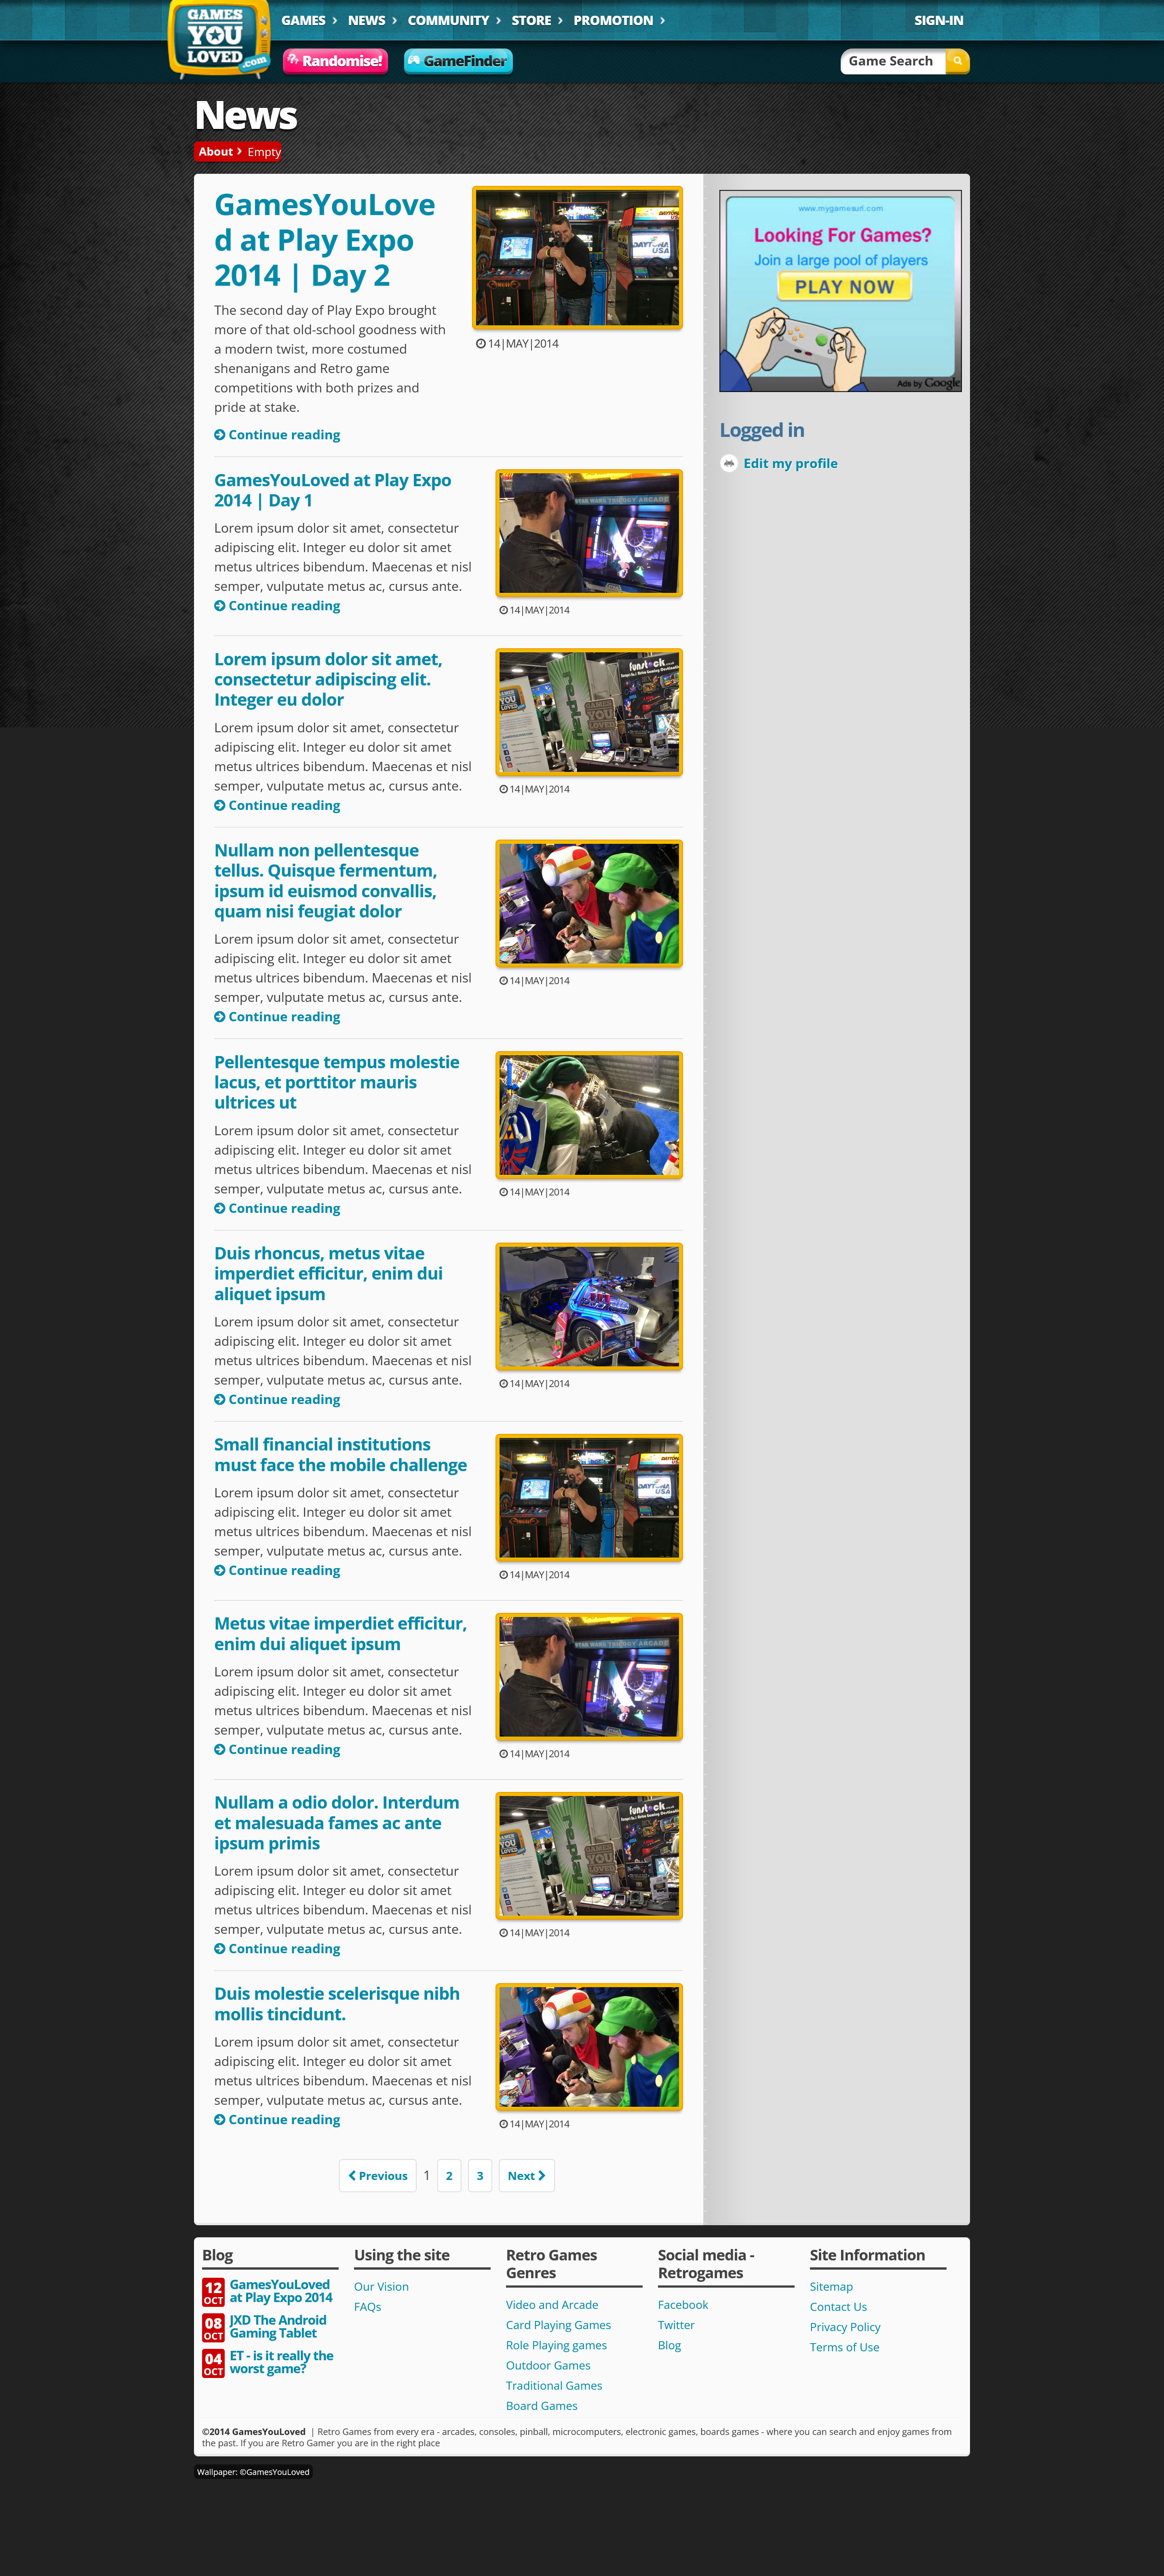 GAMES
YOU
LOVED
.com
GAMES NEWS COMMUNITY STORE PROMOTION SIGN-IN
Randomise! GameFinder Game Search
News
About Empty
GamesYouLove
d at Play Expo
2014 | Day 2
The second day of Play Expo brought
more of that old-school goodness with
a modern twist, more costumed
shenanigans and Retro game
competitions with both prizes and
pride at stake.
Continue reading
DAYTONA
USA
14|MAY|2014
www.mygamesurl.com
Looking For Games?
Join a large pool of players
PLAY NOW
Ads by Google
Logged in
Edit my profile
GamesYouLoved at Play Expo
2014 | Day 1
Lorem ipsum dolor sit amet, consectetur
adipiscing elit. Integer eu dolor sit amet
metus ultrices bibendum. Maecenas et nisl
semper, vulputate metus ac, cursus ante.
Continue reading
STAR WARS TRILOGY ARCADE
14|MAY|2014
Lorem ipsum dolor sit amet,
consectetur adipiscing elit.
Integer eu dolor
Lorem ipsum dolor sit amet, consectetur
adipiscing elit. Integer eu dolor sit amet
metus ultrices bibendum. Maecenas et nisl
semper, vulputate metus ac, cursus ante.
Continue reading
funstock.co.uk
replay
GAMES
YOU
LOVED
14|MAY|2014
Nullam non pellentesque
tellus. Quisque fermentum,
ipsum id euismod convallis,
quam nisi feugiat dolor
Lorem ipsum dolor sit amet, consectetur
adipiscing elit. Integer eu dolor sit amet
metus ultrices bibendum. Maecenas et nisl
semper, vulputate metus ac, cursus ante.
Continue reading
14|MAY|2014
Pellentesque tempus molestie
lacus, et porttitor mauris
ultrices ut
Lorem ipsum dolor sit amet, consectetur
adipiscing elit. Integer eu dolor sit amet
metus ultrices bibendum. Maecenas et nisl
semper, vulputate metus ac, cursus ante.
Continue reading
14|MAY|2014
Duis rhoncus, metus vitae
imperdiet efficitur, enim dui
aliquet ipsum
Lorem ipsum dolor sit amet, consectetur
adipiscing elit. Integer eu dolor sit amet
metus ultrices bibendum. Maecenas et nisl
semper, vulputate metus ac, cursus ante.
Continue reading
14|MAY|2014
Small financial institutions
must face the mobile challenge
Lorem ipsum dolor sit amet, consectetur
adipiscing elit. Integer eu dolor sit amet
metus ultrices bibendum. Maecenas et nisl
semper, vulputate metus ac, cursus ante.
Continue reading
DAYTONA
USA
14|MAY|2014
Metus vitae imperdiet efficitur,
enim dui aliquet ipsum
Lorem ipsum dolor sit amet, consectetur
adipiscing elit. Integer eu dolor sit amet
metus ultrices bibendum. Maecenas et nisl
semper, vulputate metus ac, cursus ante.
Continue reading
STAR WARS TRILOGY ARCADE
14|MAY|2014
Nullam a odio dolor. Interdum
et malesuada fames ac ante
ipsum primis
Lorem ipsum dolor sit amet, consectetur
adipiscing elit. Integer eu dolor sit amet
metus ultrices bibendum. Maecenas et nisl
semper, vulputate metus ac, cursus ante.
Continue reading
funstock.co.uk
replay
GAMES
YOU
LOVED
14|MAY|2014
Duis molestie scelerisque nibh
mollis tincidunt.
Lorem ipsum dolor sit amet, consectetur
adipiscing elit. Integer eu dolor sit amet
metus ultrices bibendum. Maecenas et nisl
semper, vulputate metus ac, cursus ante.
Continue reading
14|MAY|2014
Previous 1 2 3 Next
Blog
12
OCT
GamesYouLoved
at Play Expo 2014
08
OCT
JXD The Android
Gaming Tablet
04
OCT
ET - is it really the
worst game?
Using the site
Our Vision
FAQs
Retro Games
Genres
Video and Arcade
Card Playing Games
Role Playing games
Outdoor Games
Traditional Games
Board Games
Social media -
Retrogames
Facebook
Twitter
Blog
Site Information
Sitemap
Contact Us
Privacy Policy
Terms of Use
©2014 GamesYouLoved | Retro Games from every era - arcades, consoles, pinball, microcomputers, electronic games, boards games - where you can search and enjoy games from
the past. If you are Retro Gamer you are in the right place
Wallpaper: ©GamesYouLoved